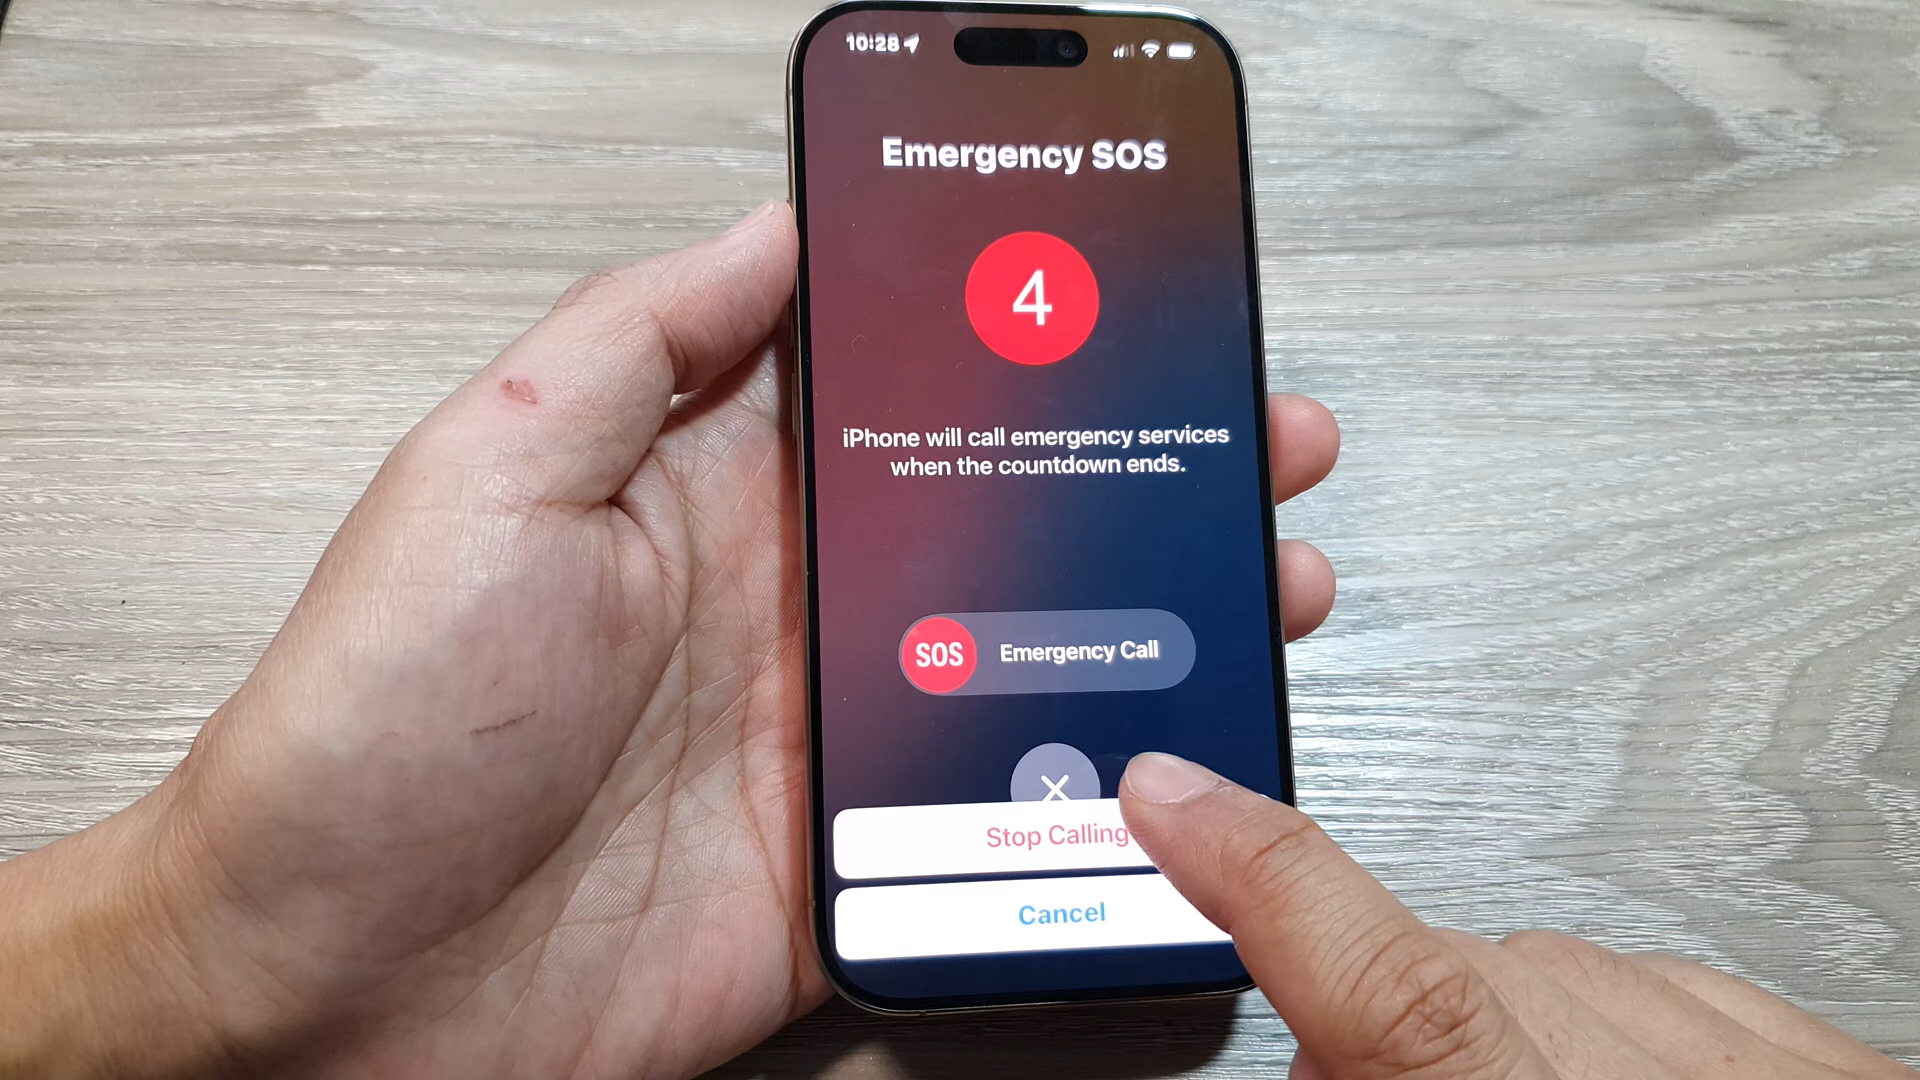 10:28
Emergency SOS
4
iPhone will call emergency services
when the countdown ends.
SOS Emergency Call
Stop Calling
Cancel